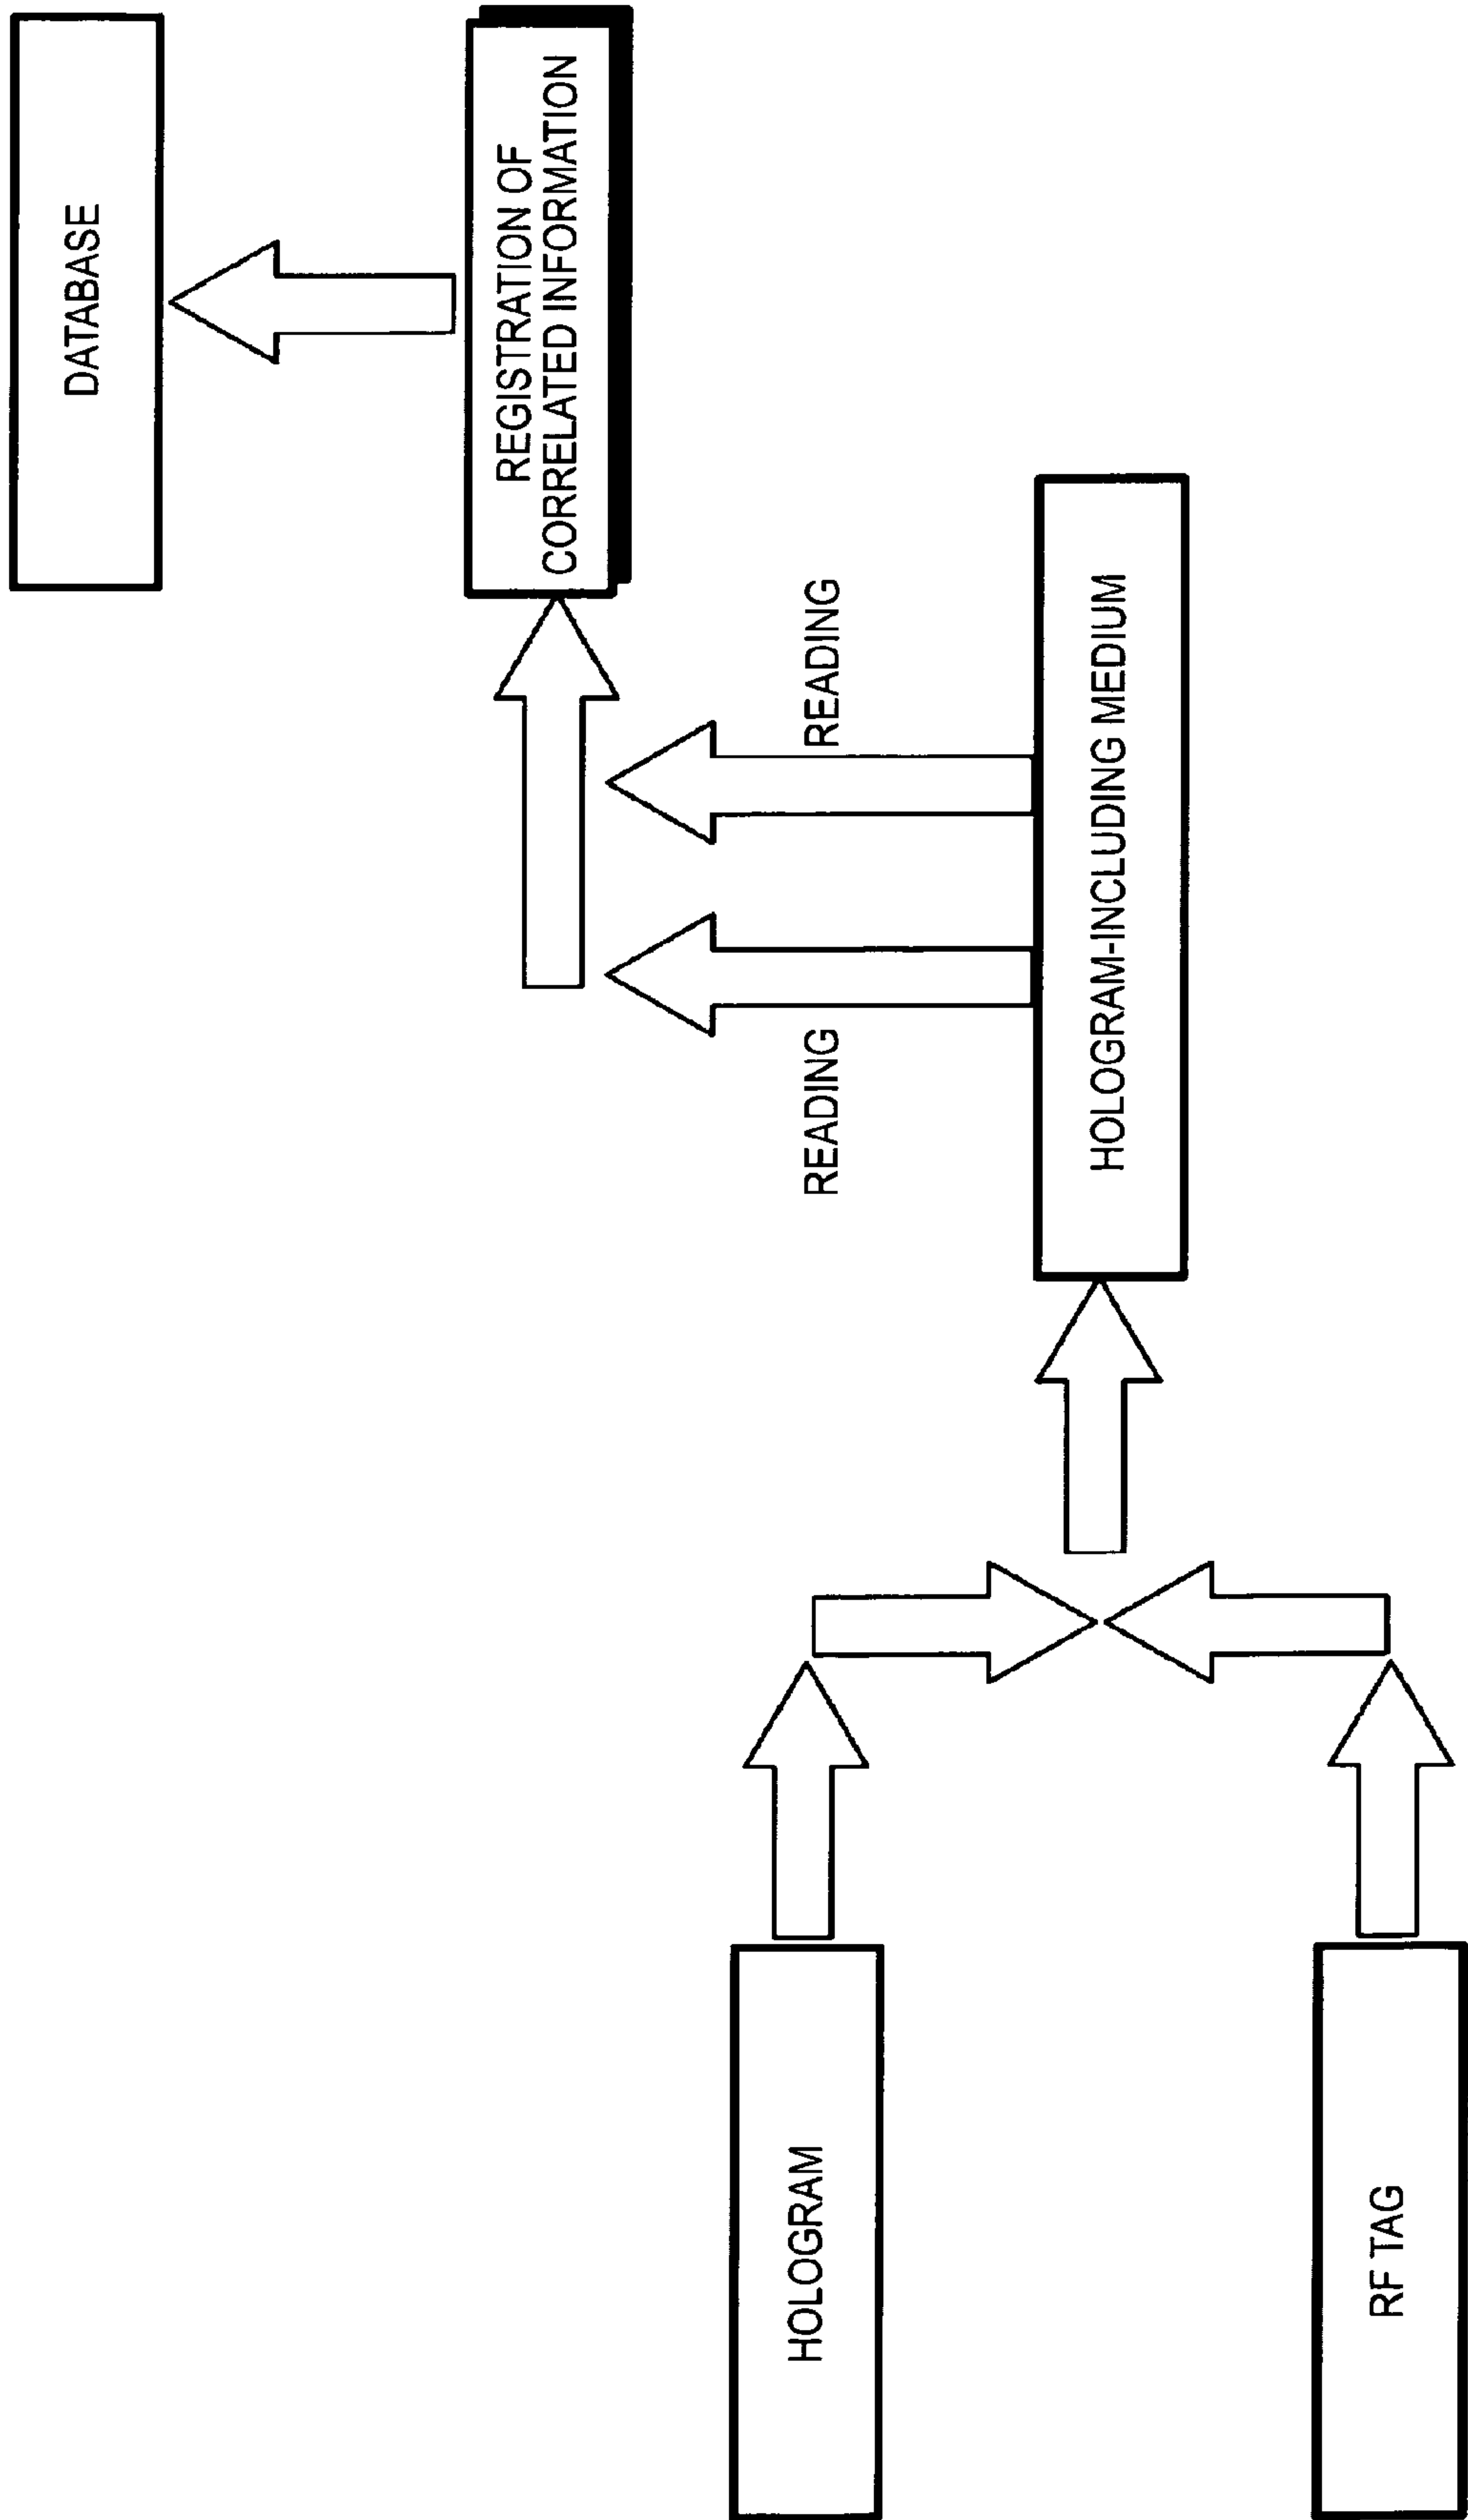 DATABASE
REGISTRATION OF
CORRELATED INFORMATION
READING
READING
HOLOGRAM-INCLUDING MEDIUM
HOLOGRAM
RF TAG